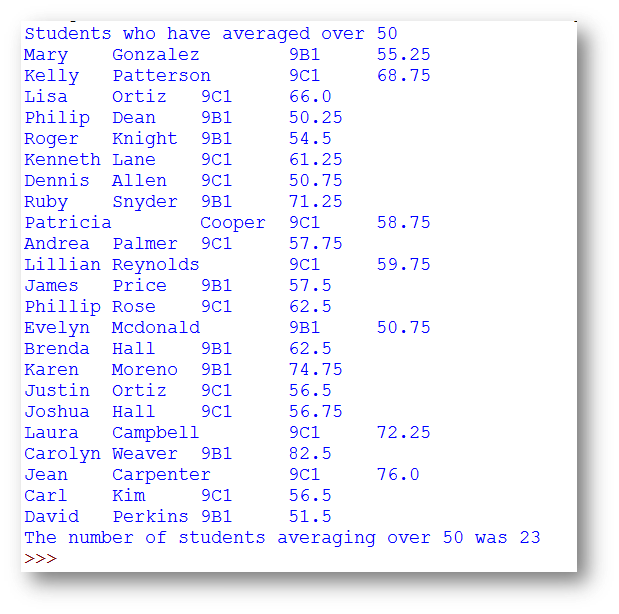 Students who have averaged over 50
Mary	Gonzalez	9B1	55.25
Kelly	Patterson	9C1	68.75
Lisa	Ortiz	9C1	66.0
Philip	Dean	9B1	50.25
Roger	Knight	9B1	54.5
Kenneth	Lane	9C1	61.25
Dennis	Allen	9C1	50.75
Ruby	Snyder	9B1	71.25
Patricia	Cooper	9C1	58.75
Andrea	Palmer	9C1	57.75
Lillian	Reynolds	9C1	59.75
James	Price	9B1	57.5
Phillip	Rose	9C1	62.5
Evelyn	Mcdonald	9B1	50.75
Brenda	Hall	9B1	62.5
Karen	Moreno	9B1	74.75
Justin	Ortiz	9C1	56.5
Joshua	Hall	9C1	56.75
Laura	Campbell	9C1	72.25
Carolyn	Weaver	9B1	82.5
Jean	Carpenter	9C1	76.0
Carl	Kim	9C1	56.5
David	Perkins	9B1	51.5
The number of students averaging over 50 was 23
>>>